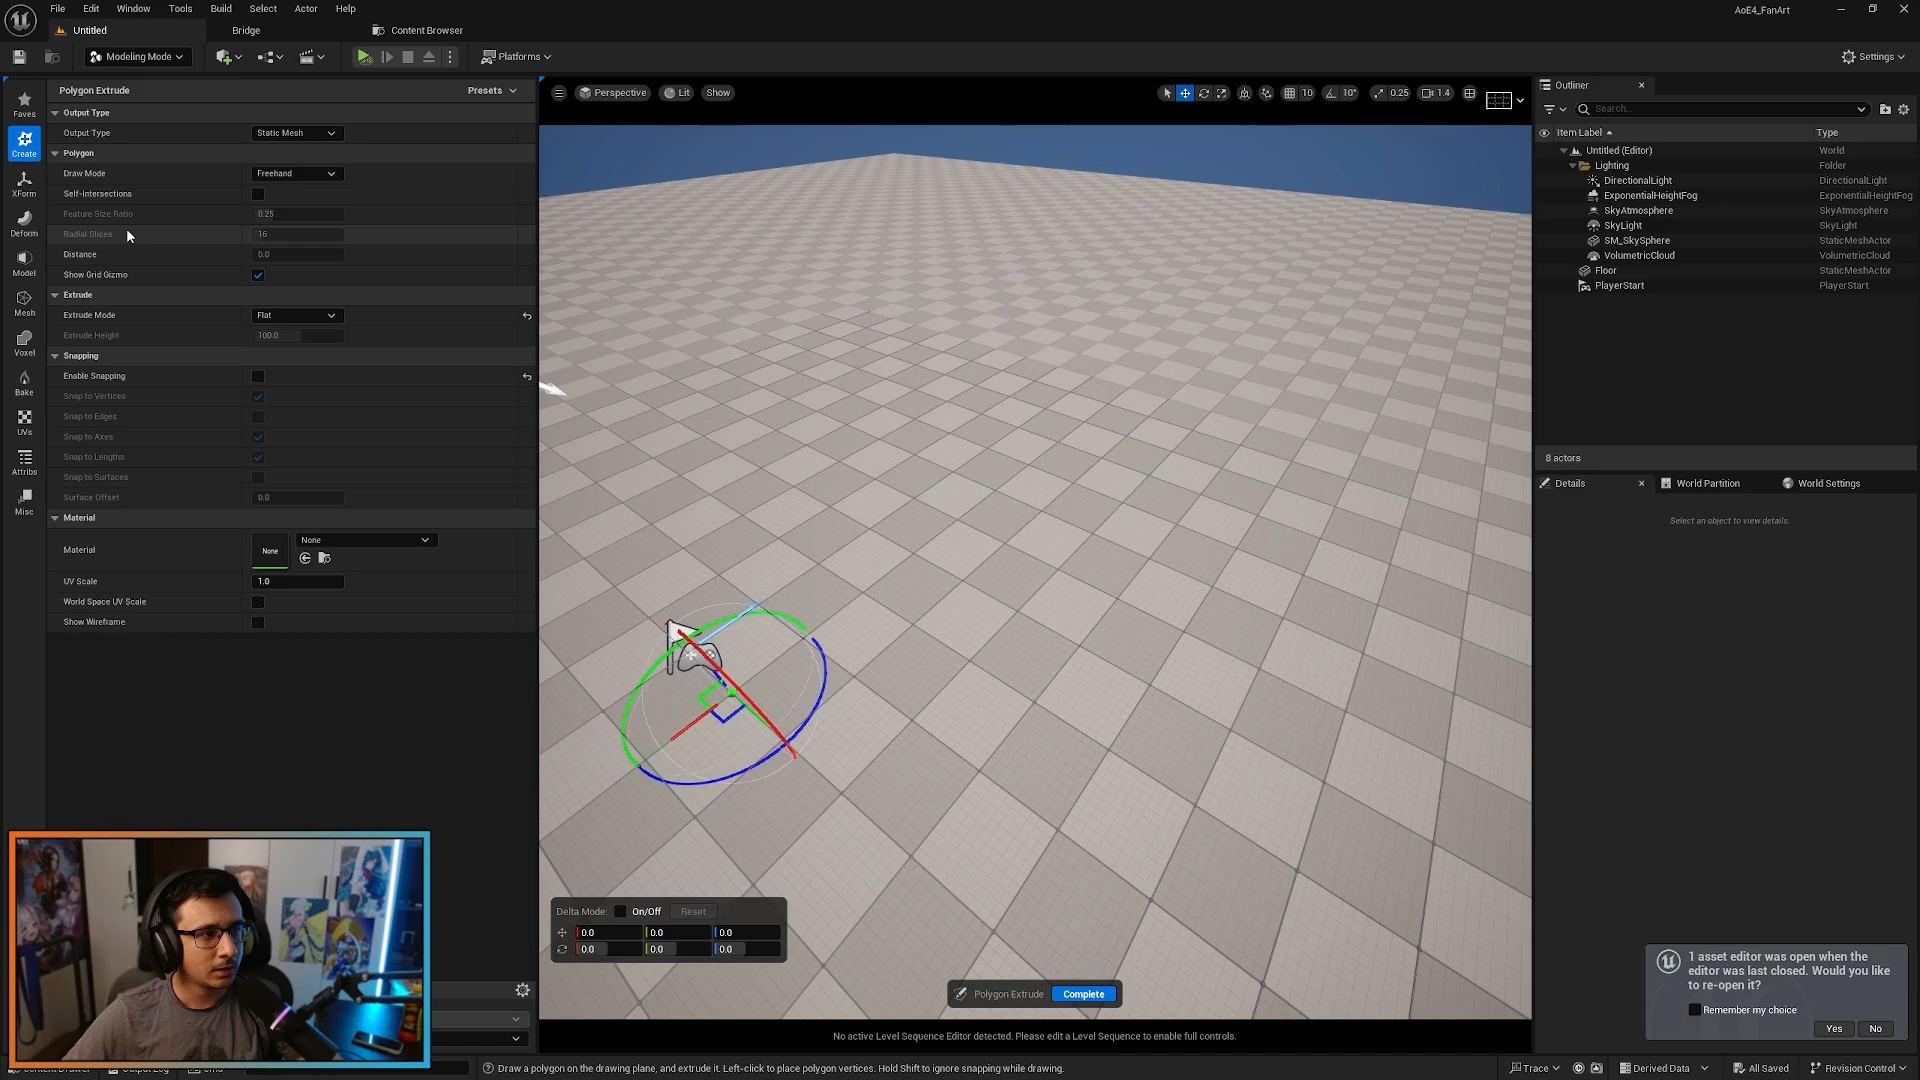 File Edit Window Tools Build Select Actor Help
AoE4_FanArt
Untitled
Bridge
Content Browser
Modeling Mode
Platforms
Settings
Polygon Extrude
Presets
Faves
Create
XForm
Deform
Model
Mesh
Voxel
Bake
UVs
Attribs
Misc
Output Type
Output Type Static Mesh
Polygon
Draw Mode Freehand
Self-Intersections
Feature Size Ratio 0.25
Radial Slices 16
Distance 0.0
Show Grid Gizmo
Extrude
Extrude Mode Flat
Extrude Height 100.0
Snapping
Enable Snapping
Snap to Vertices
Snap to Edges
Snap to Axes
Snap to Lengths
Snap to Surfaces
Surface Offset 0.0
Material
Material None None
UV Scale 1.0
World Space UV Scale
Show Wireframe
Perspective Lit Show
10 10° 0.25 1.4
Delta Mode: On/Off Reset
0.0 0.0 0.0
0.0 0.0 0.0
Polygon Extrude Complete
No active Level Sequence Editor detected. Please edit a Level Sequence to enable full controls.
Outliner
Search...
Item Label Type
Untitled (Editor) World
Lighting Folder
DirectionalLight DirectionalLight
ExponentialHeightFog ExponentialHeightFog
SkyAtmosphere SkyAtmosphere
SkyLight SkyLight
SM_SkySphere StaticMeshActor
VolumetricCloud VolumetricCloud
Floor StaticMeshActor
PlayerStart PlayerStart
8 actors
Details World Partition World Settings
Select an object to view details.
1 asset editor was open when the
editor was last closed. Would you like
to re-open it?
Remember my choice
Yes No
Draw a polygon on the drawing plane, and extrude it. Left-click to place polygon vertices. Hold Shift to ignore snapping while drawing.
Trace
Derived Data
All Saved
Revision Control